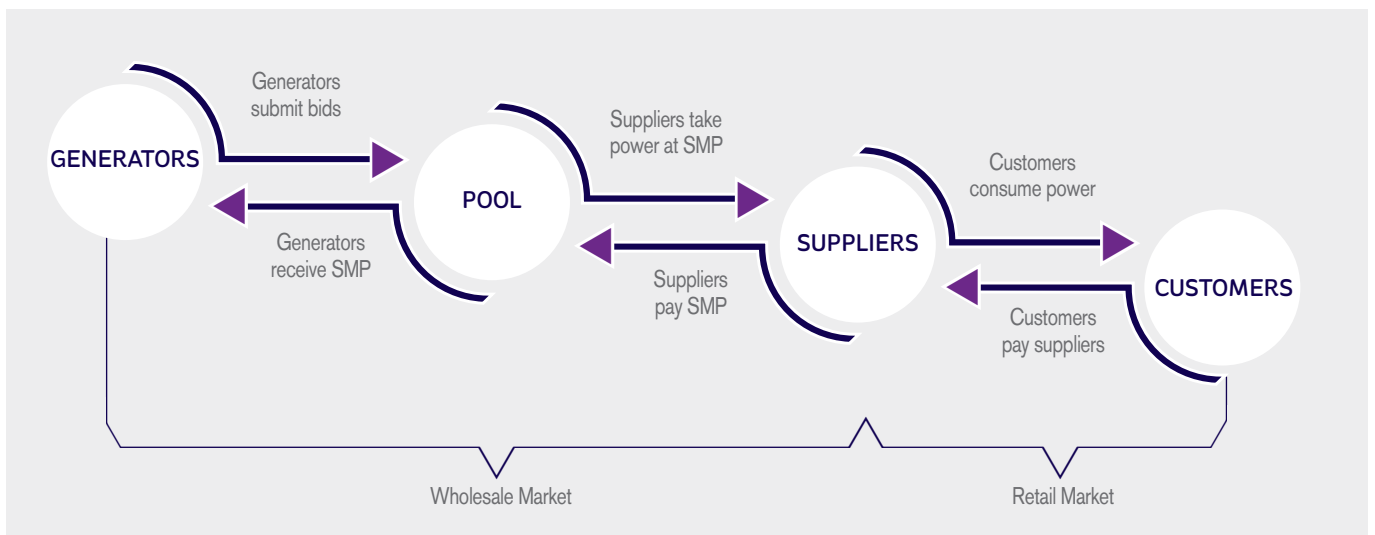 Generators
submit bids
GENERATORS
Generators
receive SMP
POOL
Suppliers take
power at SMP
Suppliers
pay SMP
SUPPLIERS
Customers
consume power
Customers
pay suppliers
CUSTOMERS
Wholesale Market
Retail Market